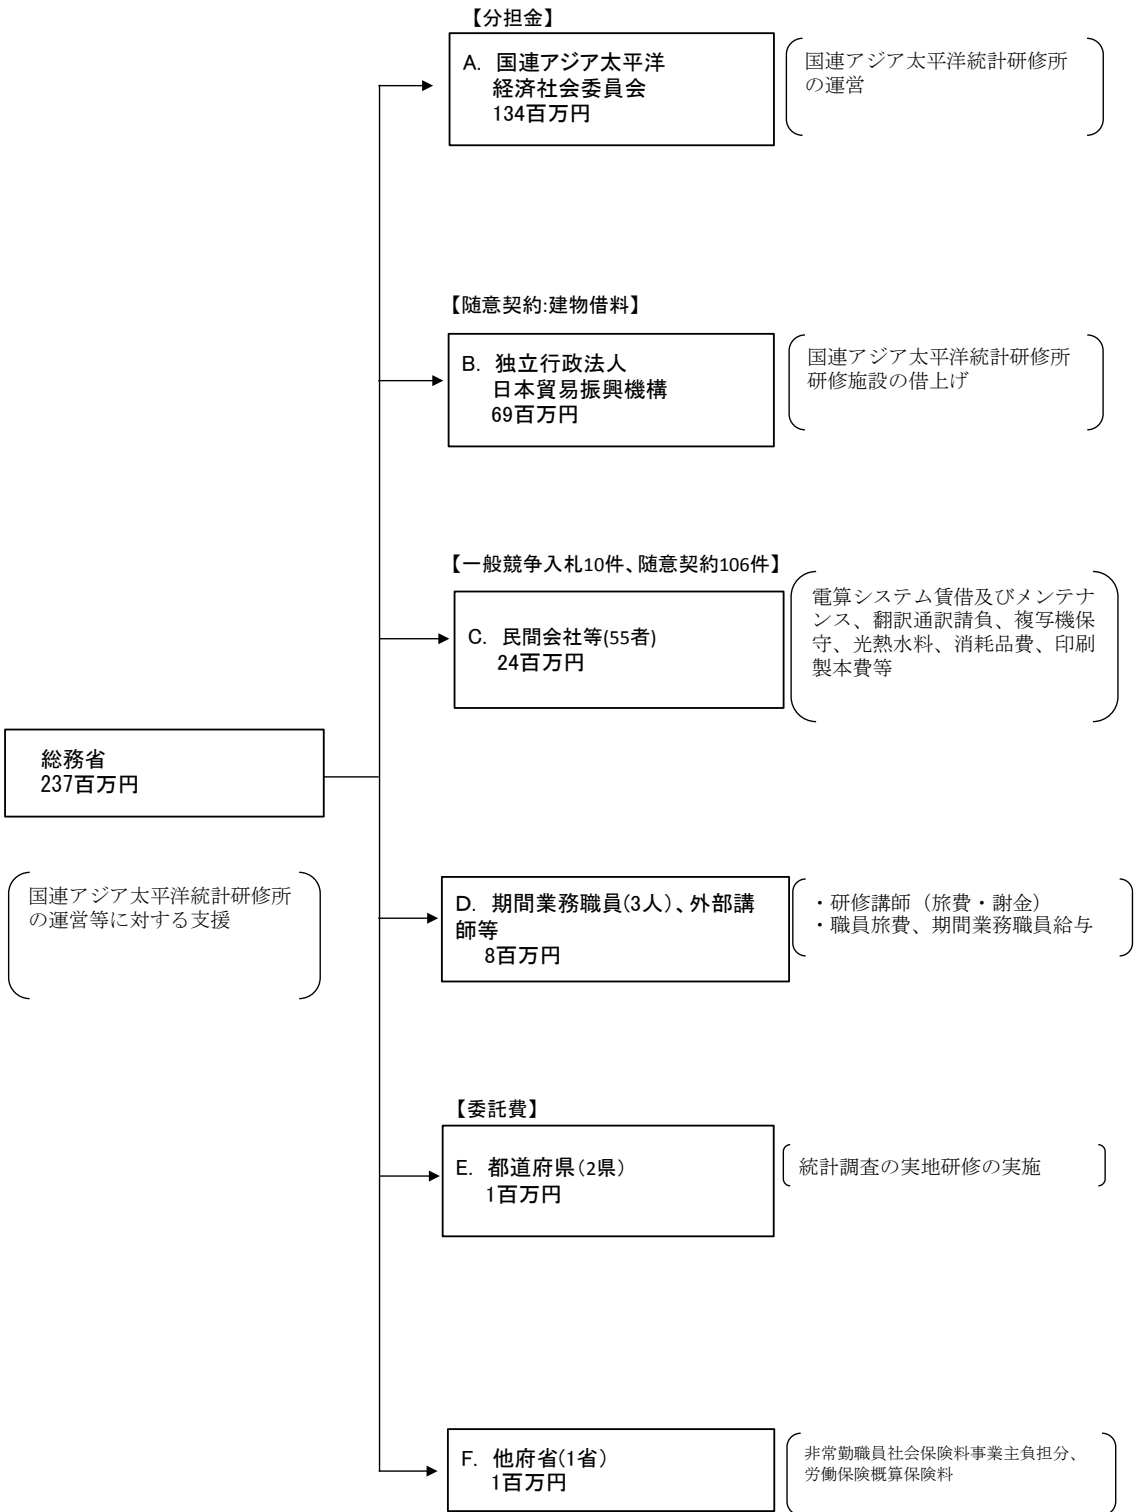 【分担金】
A. 国連アジア太平洋
経済社会委員会
134百万円
国連アジア太平洋統計研修所
の運営
【随意契約:建物借料】
B. 独立行政法人
日本貿易振興機構
69百万円
国連アジア太平洋統計研修所
研修施設の借上げ
【一般競争入札10件、随意契約106件】
C. 民間会社等(55者)
24百万円
電算システム賃借及びメンテナ
ンス、翻訳通訳請負、複写機保
守、光熱水料、消耗品費、印刷
製本費等
総務省
237百万円
国連アジア太平洋統計研修所
の運営等に対する支援
D. 期間業務職員(3人)、外部講
師等
8百万円
・研修講師（旅費・謝金）
・職員旅費、期間業務職員給与
【委託費】
E. 都道府県（2県）
1百万円
統計調査の実地研修の実施
F. 他府省(1省）
1百万円
非常勤職員社会保険料事業主負担分、
労働保険概算保険料